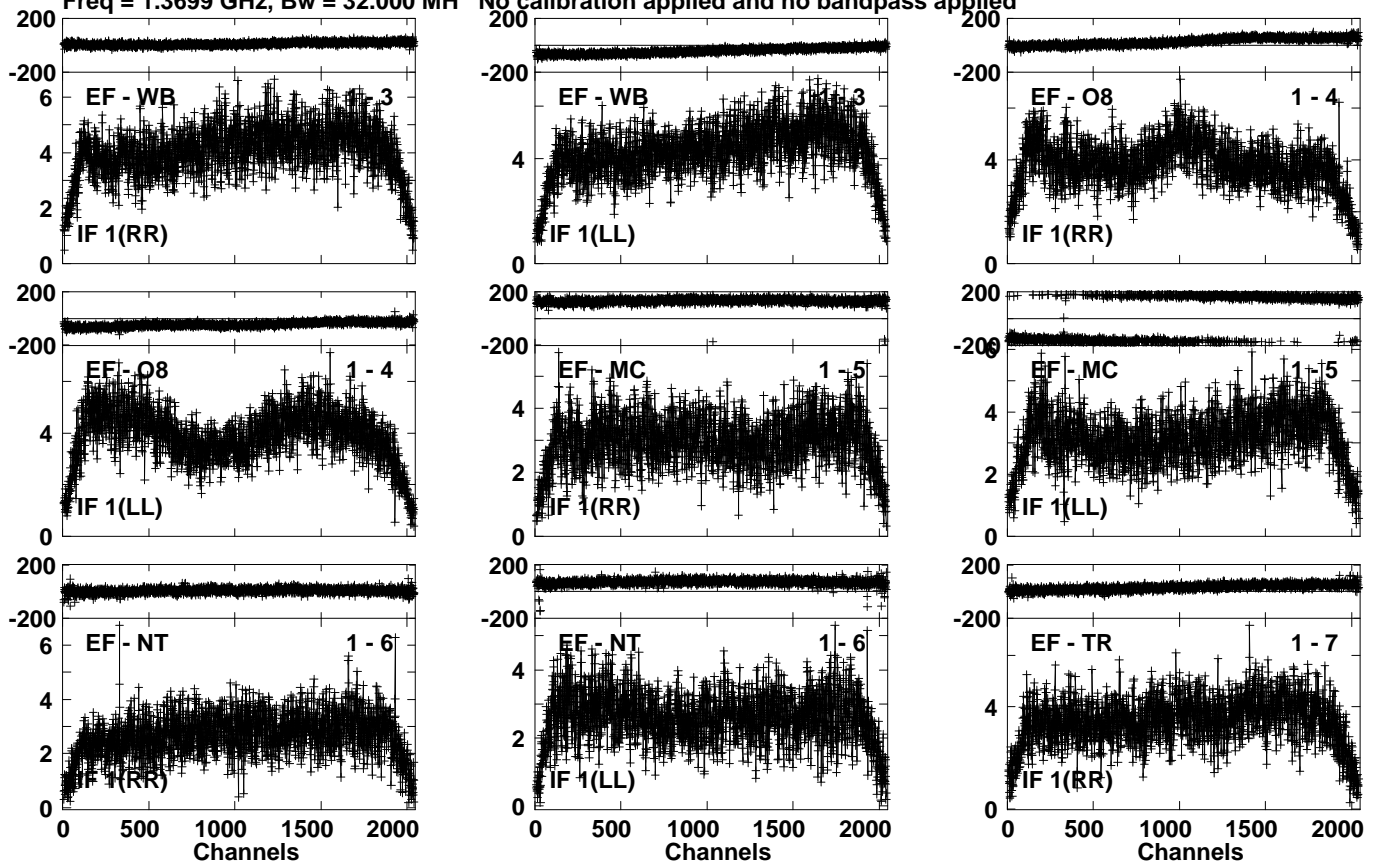 Freq = 1.3699 GHz, Bw = 32.000 MH No calibration applied and no bandpass applied
200 200 200
-200 -200 -200
6 EF - WB 1 - 3 EF - WB 1 - 3 EF - O8 1 - 4
4 4 4
2
IF 1(RR) IF 1(LL) IF 1(RR)
0 0 0
200 200 200
-200 -200 -200
6
EF - O8 1 - 4 EF - MC 1 - 5 EF - MC 1 - 5
4 4 4
2 2
IF 1(LL) IF 1(RR) IF 1(LL)
0 0 0
200 200 200
-200 -200 -200
6 EF - NT 1 - 6 EF - NT 1 - 6 EF - TR 1 - 7
4 4 4
2 2
IF 1(RR) IF 1(LL) IF 1(RR)
0 0 0
0 500 1000 1500 2000 0 500 1000 1500 2000 0 500 1000 1500 2000
Channels Channels Channels